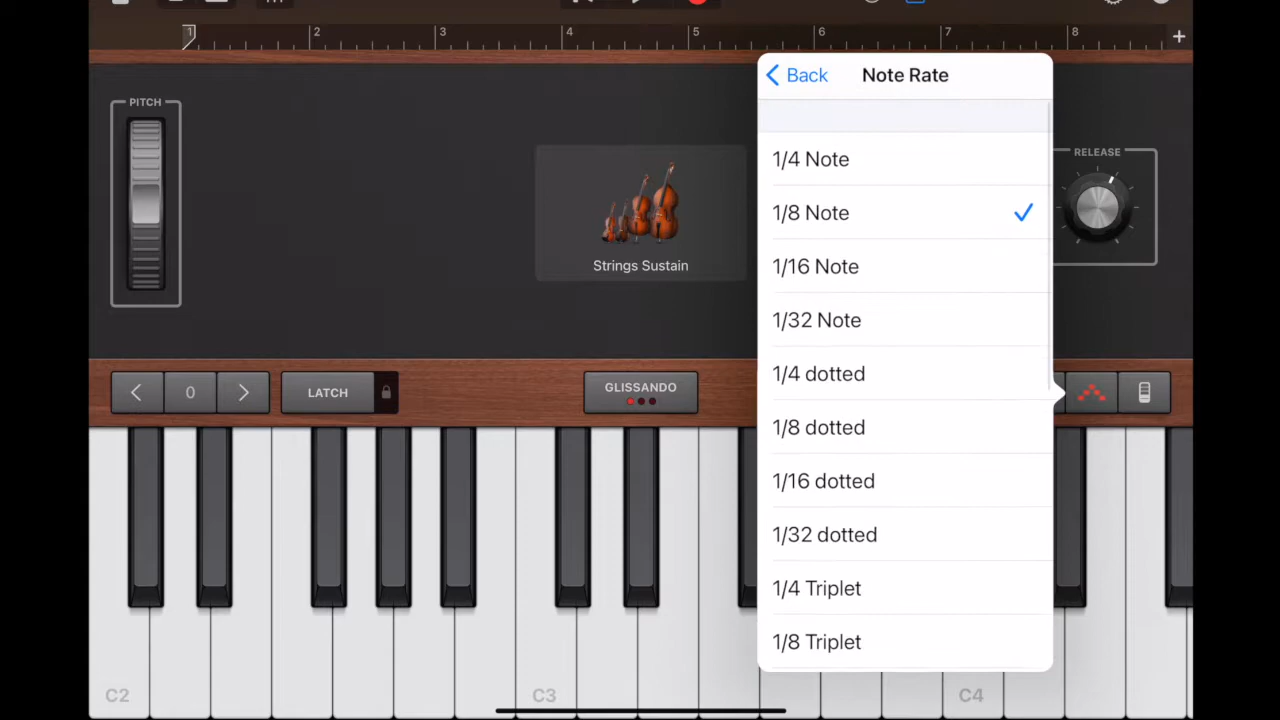 1
2
3
4
5
6
7
8
+
Back
Note Rate
PITCH
Strings Sustain
RELEASE
1/4 Note
1/8 Note
1/16 Note
1/32 Note
1/4 dotted
1/8 dotted
1/16 dotted
1/32 dotted
1/4 Triplet
1/8 Triplet
0
LATCH
GLISSANDO
C2
C3
C4